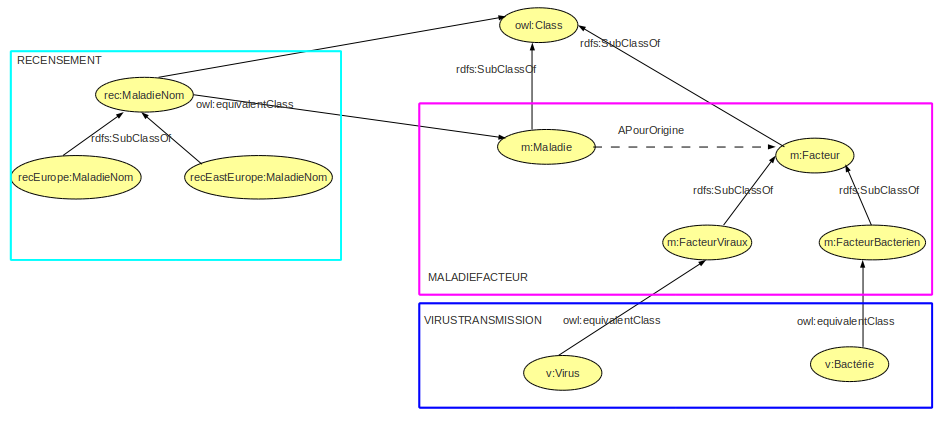 owl:Class
rdfs:SubClassOf
RECENSEMENT
rdfs:SubClassOf
rec:MaladieNom
owl:equivalentClass
APourOrigine
rdfs:SubClassOf
m:Maladie
m:Facteur
recEurope:MaladieNom
recEastEurope:MaladieNom
rdfs:SubClassOf
rdfs:SubClassOf
m:FacteurViraux
m:FacteurBacterien
MALADIEFACTEUR
VIRUSTRANSMISSION
owl:equivalentClass
owl:equivalentClass
v:Virus
v:Bactérie